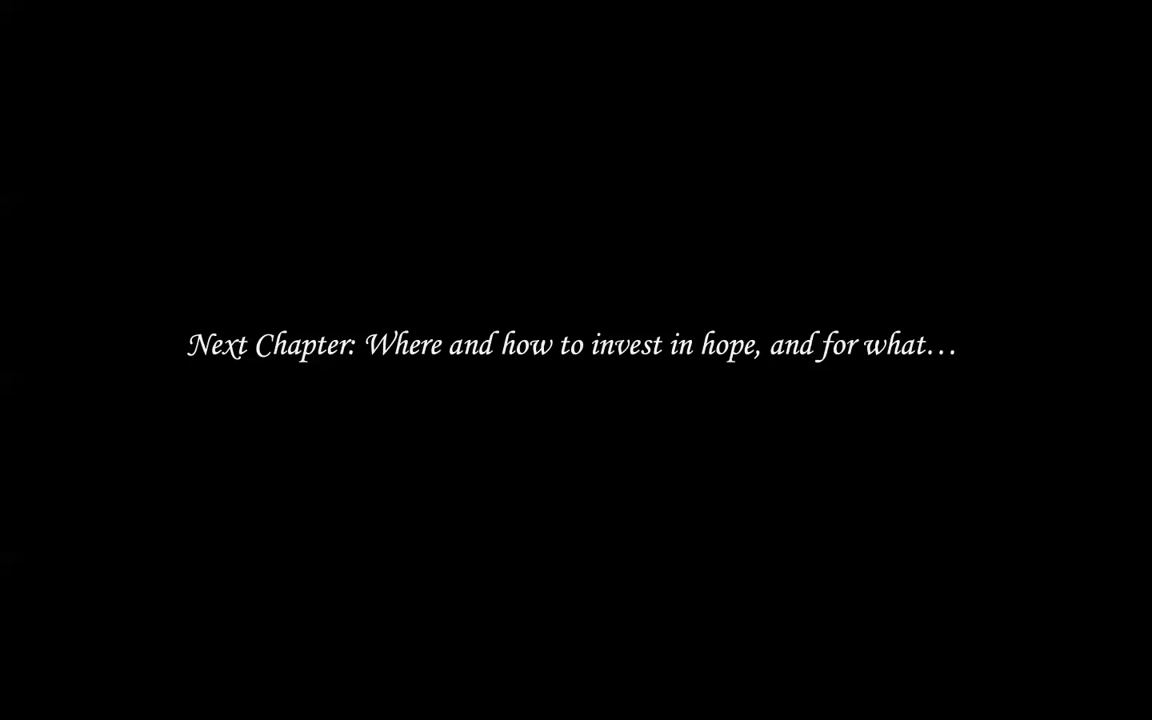 Next Chapter: Where and how to invest in hope, and for what…